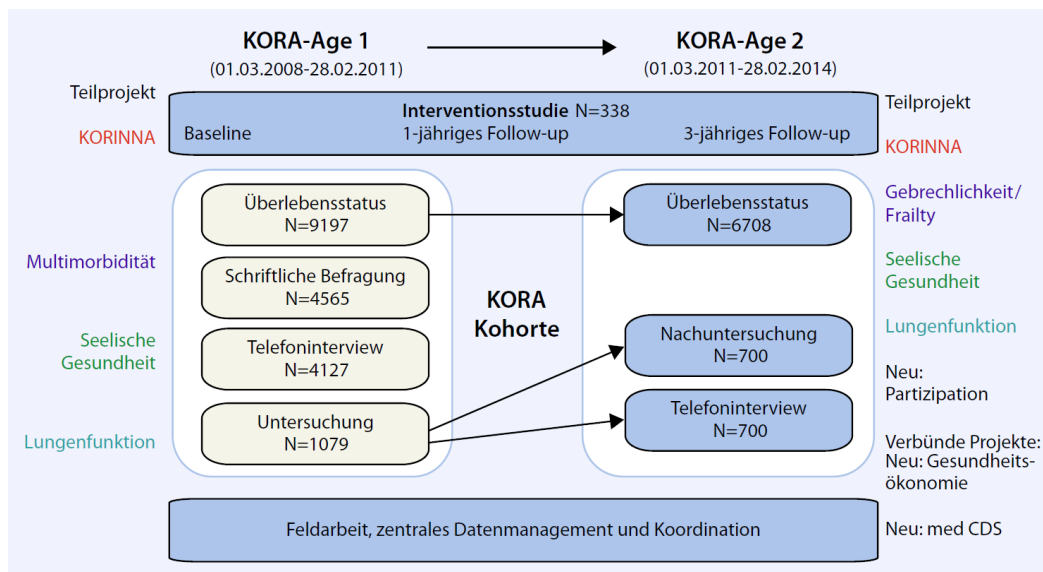 KORA-Age 1
KORA-Age 2
(01.03.2008-28.02.2011)
(01.03.2011-28.02.2014)
Teilprojekt
KORINNA
Interventionsstudie N=338
Baseline
1-jähriges Follow-up
3-jähriges Follow-up
Teilprojekt
KORINNA
Multimorbidität
Seelische
Gesundheit
Lungenfunktion
Überlebensstatus
N=9197
Schriftliche Befragung
N=4565
Telefoninterview
N=4127
Untersuchung
N=1079
KORA
Kohorte
Überlebensstatus
N=6708
Nachuntersuchung
N=700
Telefoninterview
N=700
Gebrechlichkeit/
Frailty
Seelische
Gesundheit
Lungenfunktion
Neu:
Partizipation
Verbünde Projekte:
Neu: Gesundheits-
ökonomie
Neu: med CDS
Feldarbeit, zentrales Datenmanagement und Koordination